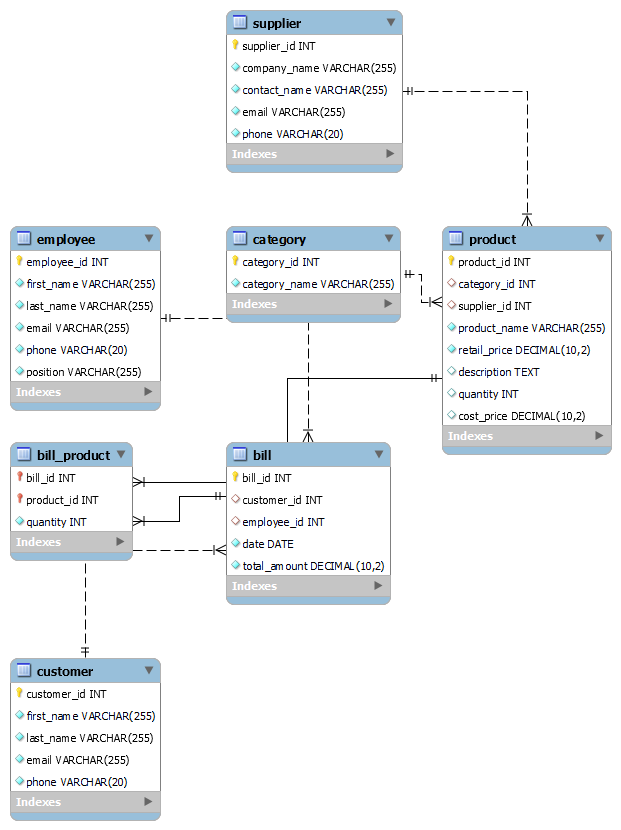 supplier
supplier_id INT
company_name VARCHAR(255)
contact_name VARCHAR(255)
email VARCHAR(255)
phone VARCHAR(20)
Indexes
employee
employee_id INT
first_name VARCHAR(255)
last_name VARCHAR(255)
email VARCHAR(255)
phone VARCHAR(20)
position VARCHAR(255)
Indexes
category
category_id INT
category_name VARCHAR(255)
Indexes
product
product_id INT
category_id INT
supplier_id INT
product_name VARCHAR(255)
retail_price DECIMAL(10,2)
description TEXT
quantity INT
cost_price DECIMAL(10,2)
Indexes
bill_product
bill_id INT
product_id INT
quantity INT
Indexes
bill
bill_id INT
customer_id INT
employee_id INT
date DATE
total_amount DECIMAL(10,2)
Indexes
customer
customer_id INT
first_name VARCHAR(255)
last_name VARCHAR(255)
email VARCHAR(255)
phone VARCHAR(20)
Indexes